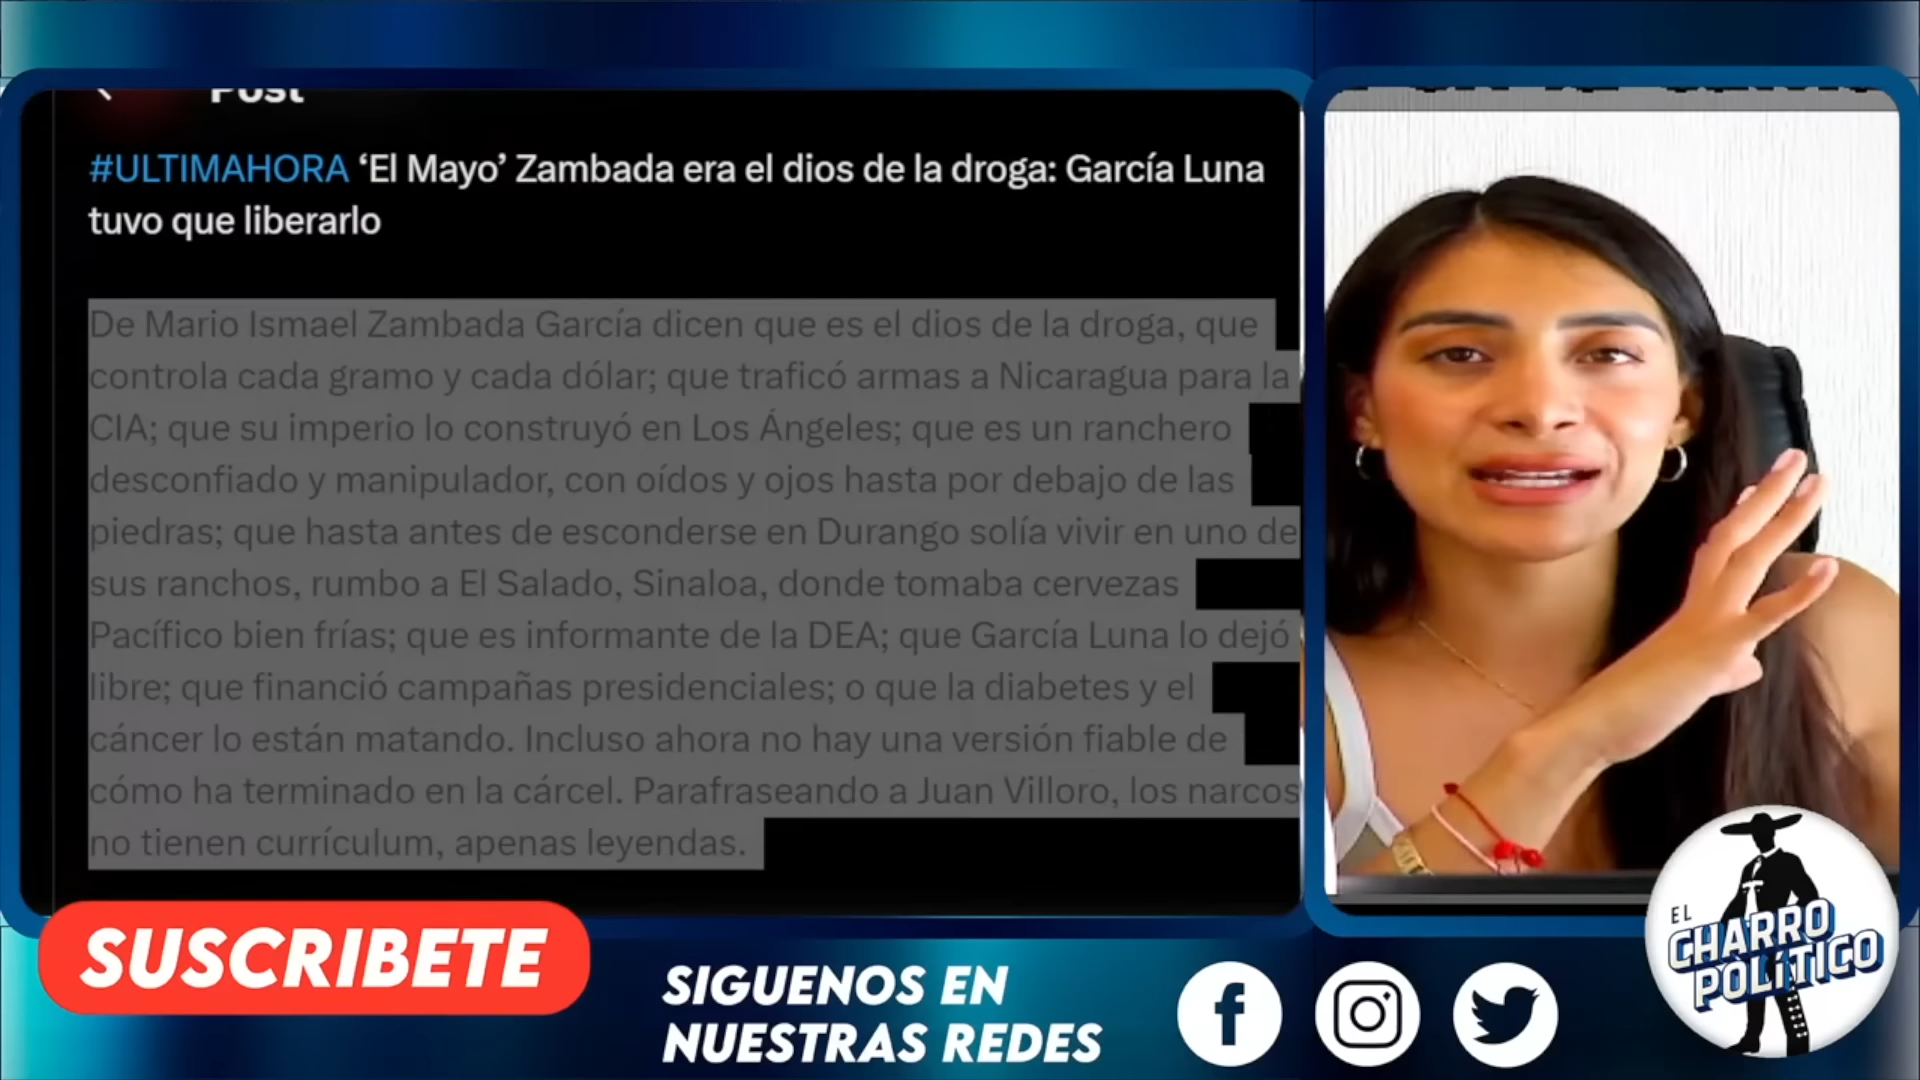 Post
#ULTIMAHORA ‘El Mayo’ Zambada era el dios de la droga: García Luna
tuvo que liberarlo
De Mario Ismael Zambada García dicen que es el dios de la droga, que
controla cada gramo y cada dólar; que traficó armas a Nicaragua para la
CIA; que su imperio lo construyó en Los Ángeles; que es un ranchero
desconfiado y manipulador, con oídos y ojos hasta por debajo de las
piedras; que hasta antes de esconderse en Durango solía vivir en uno de
sus ranchos, rumbo a El Salado, Sinaloa, donde tomaba cervezas
Pacífico bien frías; que es informante de la DEA; que García Luna lo dejó
libre; que financió campañas presidenciales; o que la diabetes y el
cáncer lo están matando. Incluso ahora no hay una versión fiable de
cómo ha terminado en la cárcel. Parafraseando a Juan Villoro, los narcos
no tienen currículum, apenas leyendas.
SUSCRIBETE
SIGUENOS EN
NUESTRAS REDES
EL
CHARRO
POLÍTICO